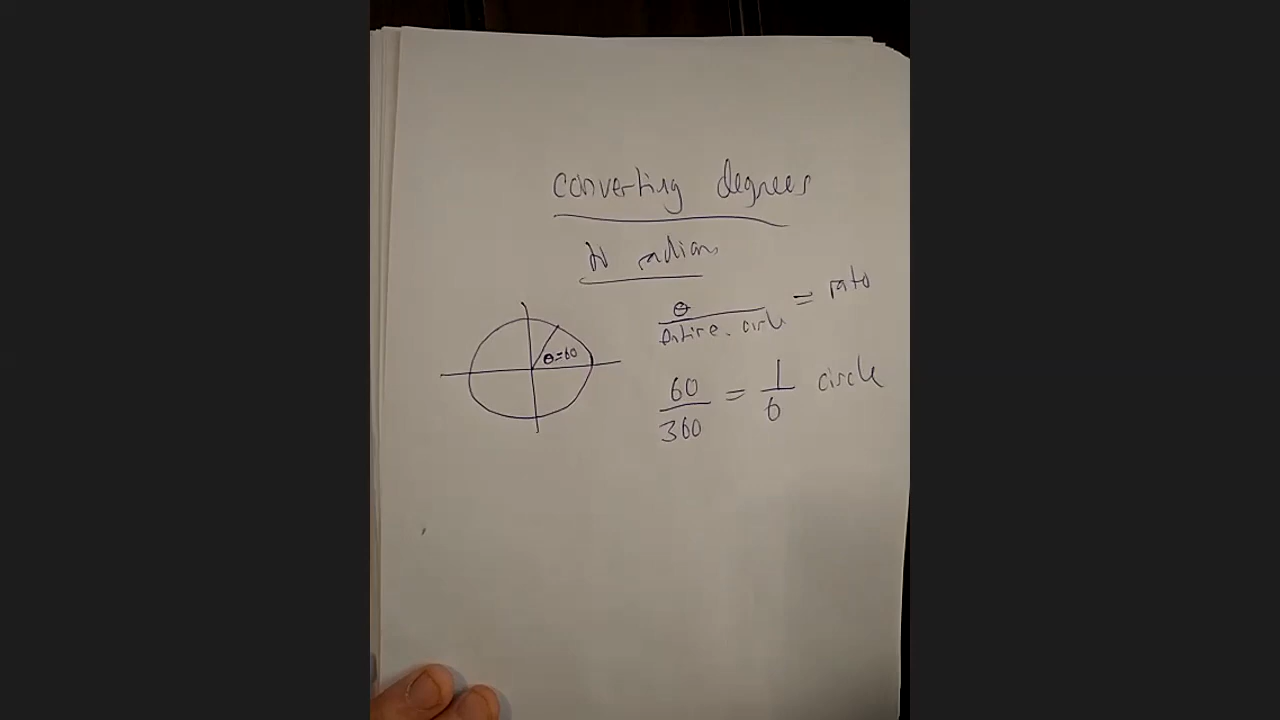 converting degrees
to radians
θ / entire circle = ratio
θ=60
60/360 = 1/6 circle